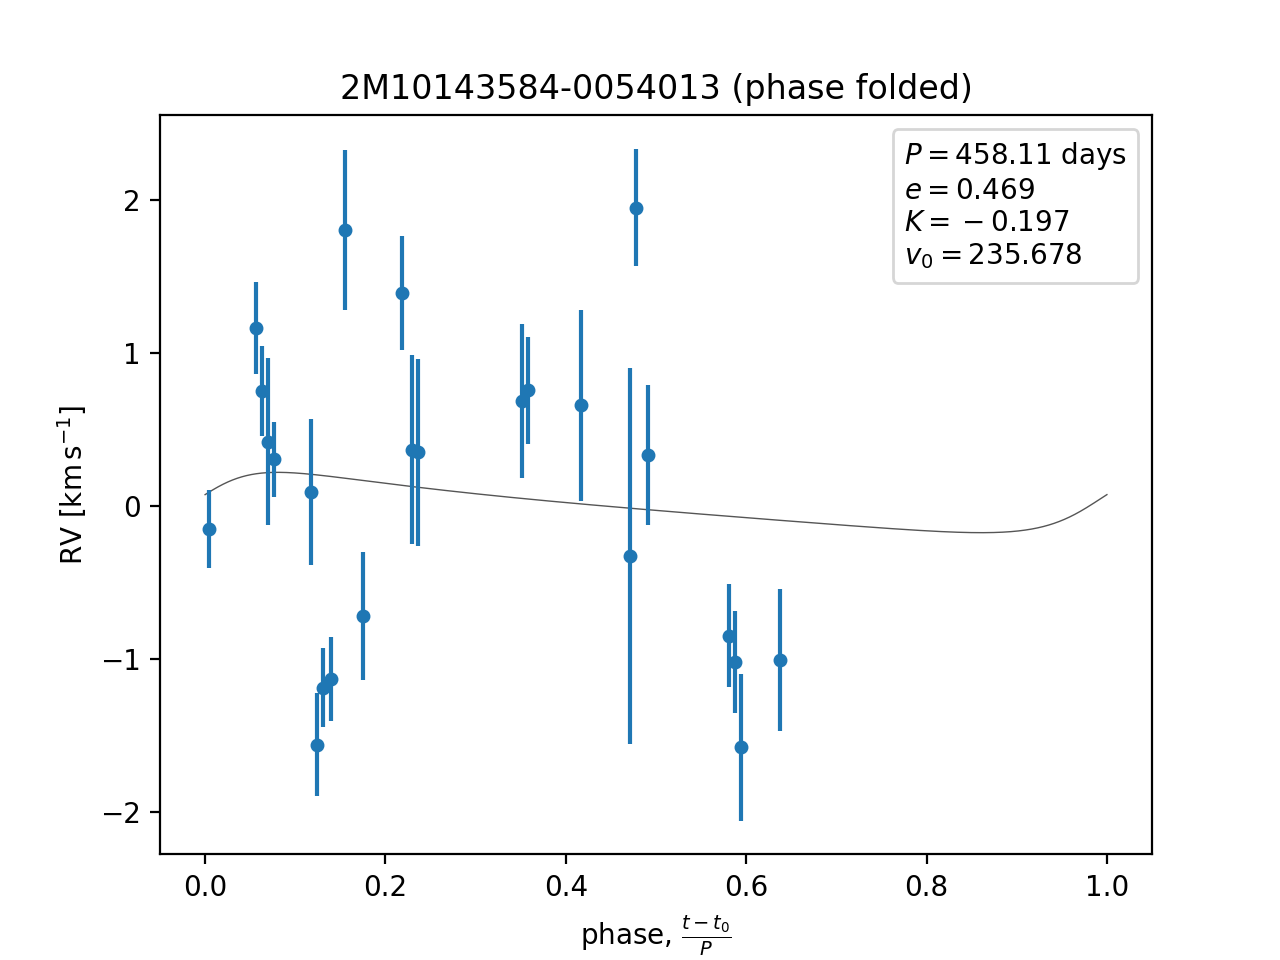 2M10143584-0054013 (phase folded)
P = 458.11 days
e = 0.469
K = −0.197
v₀ = 235.678
RV [km s⁻¹]
2
1
0
−1
−2
0.0 0.2 0.4 0.6 0.8 1.0
phase, (t − t₀)/P